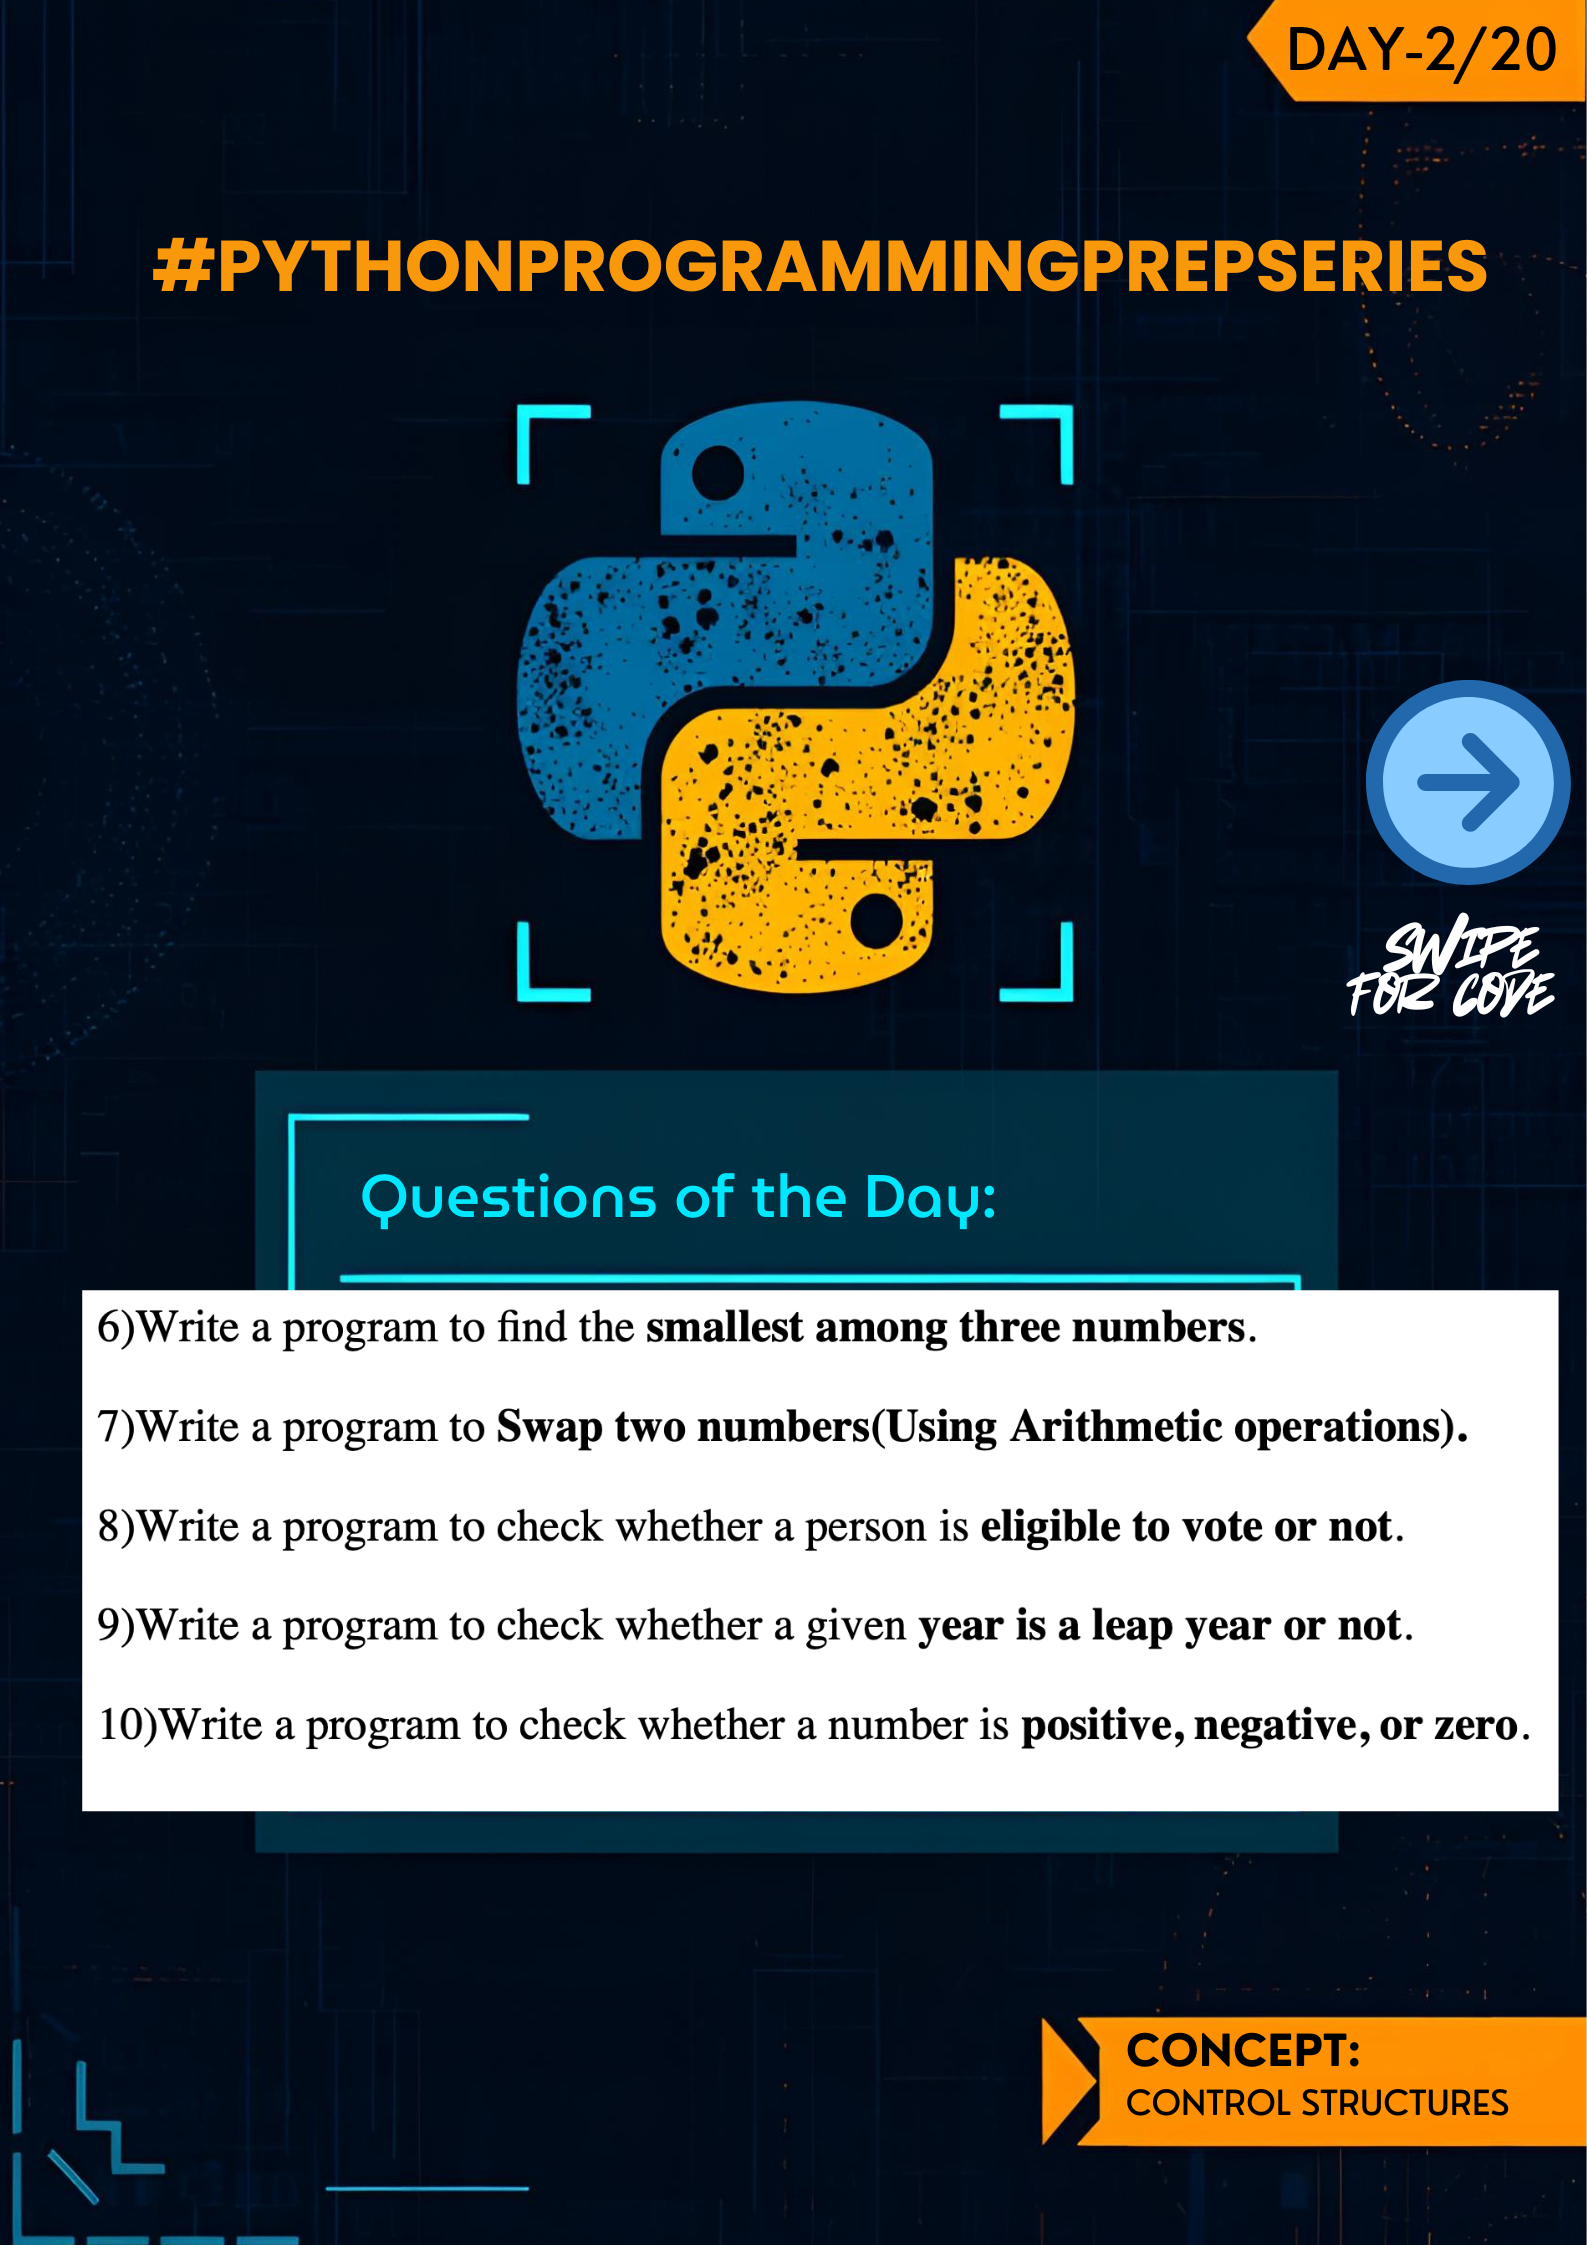 DAY-2/20
#PYTHONPROGRAMMINGPREPSERIES
SWIPE
FOR CODE
Questions of the Day:
6)Write a program to find the smallest among three numbers.
7)Write a program to Swap two numbers(Using Arithmetic operations).
8)Write a program to check whether a person is eligible to vote or not.
9)Write a program to check whether a given year is a leap year or not.
10)Write a program to check whether a number is positive, negative, or zero.
CONCEPT:
CONTROL STRUCTURES